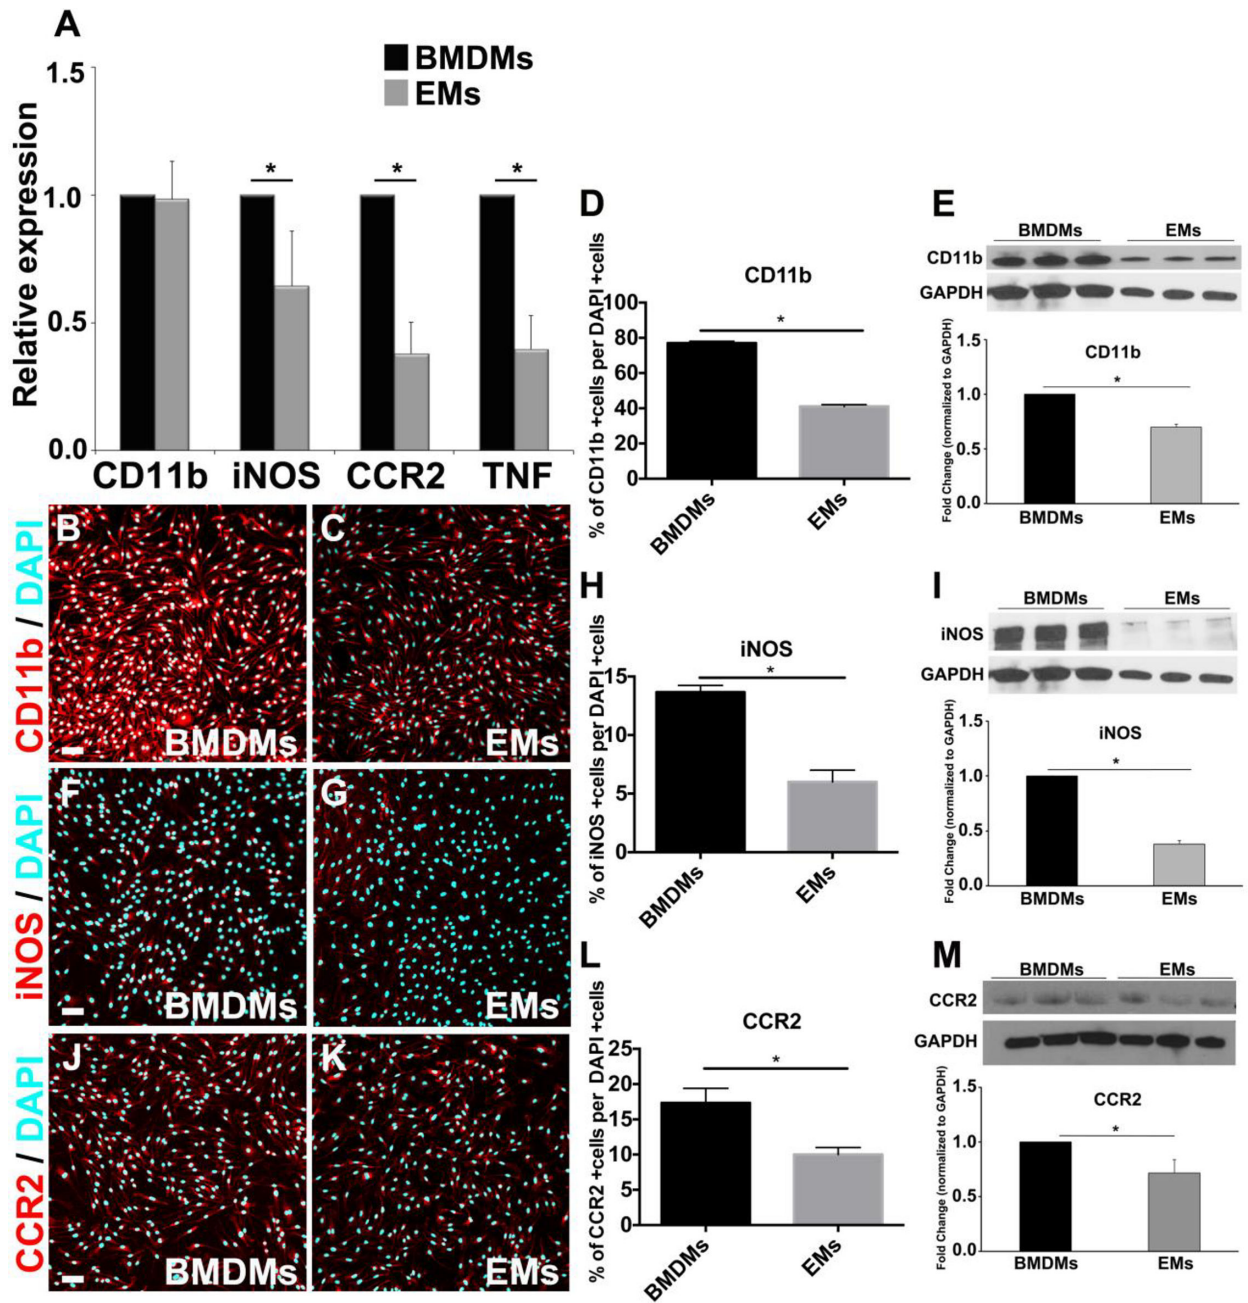 A
BMDMs
EMs
Relative expression
1.5
1.0
0.5
0.0
*
*
*
CD11b
iNOS
CCR2
TNF
D
CD11b
% of CD11b +cells per DAPI +cells
100
80
60
40
20
0
*
BMDMs
EMs
E
BMDMs
EMs
CD11b
GAPDH
Fold Change (normalized to GAPDH)
1.5
1.0
0.5
0.0
CD11b
*
BMDMs
EMs
CD11b / DAPI
B
BMDMs
C
EMs
iNOS / DAPI
F
BMDMs
G
EMs
H
iNOS
% of iNOS +cells per DAPI +cells
15
10
5
0
*
BMDMs
EMs
I
BMDMs
EMs
iNOS
GAPDH
Fold Change (normalized to GAPDH)
1.5
1.0
0.5
0.0
iNOS
*
BMDMs
EMs
CCR2 / DAPI
J
BMDMs
K
EMs
L
CCR2
% of CCR2 +cells per DAPI +cells
25
20
15
10
5
0
*
BMDMs
EMs
M
BMDMs
EMs
CCR2
GAPDH
Fold Change (normalized to GAPDH)
1.5
1.0
0.5
0.0
CCR2
*
BMDMs
EMs